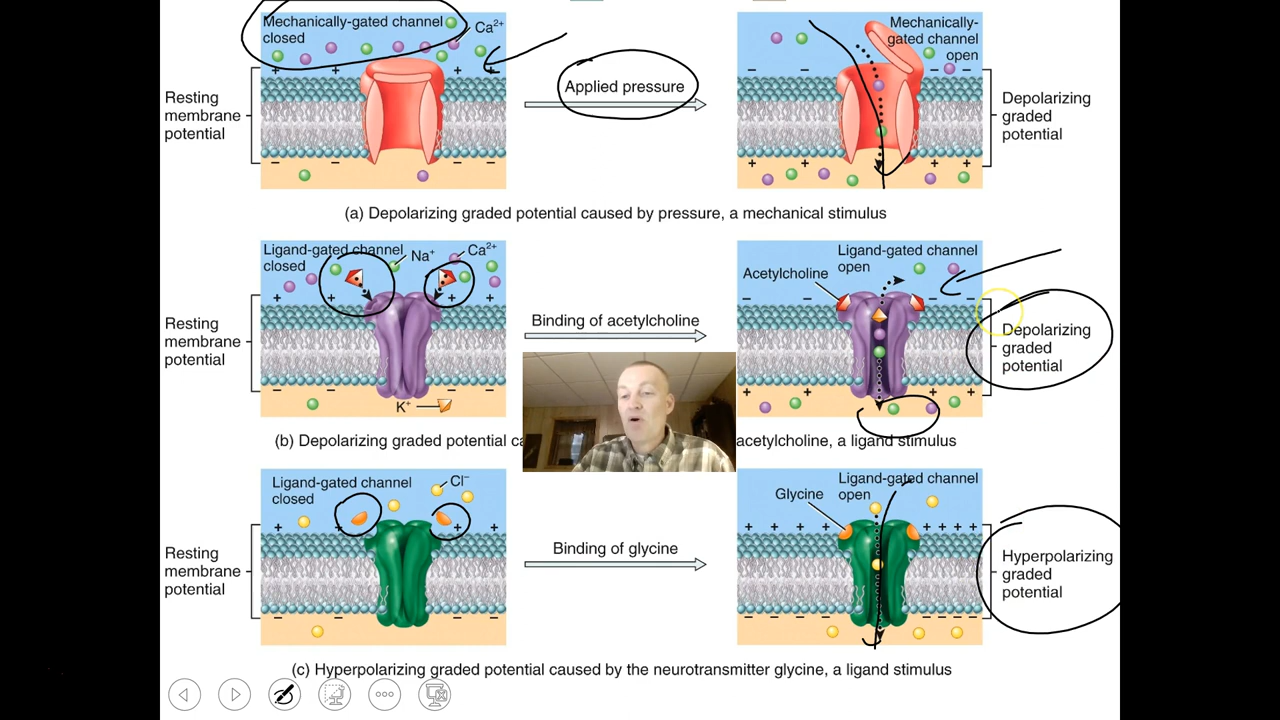 Mechanically-gated channel
closed
Ca²⁺
Mechanically-
gated channel
open
Resting
membrane
potential
Applied pressure
Depolarizing
graded
potential
(a) Depolarizing graded potential caused by pressure, a mechanical stimulus
Ligand-gated channel
closed
Na⁺
Ca²⁺
Ligand-gated channel
open
Acetylcholine
Resting
membrane
potential
Binding of acetylcholine
Depolarizing
graded
potential
K⁺
(b) Depolarizing graded potential
acetylcholine, a ligand stimulus
Ligand-gated channel
closed
Cl⁻
Ligand-gated channel
open
Glycine
Resting
membrane
potential
Binding of glycine
Hyperpolarizing
graded
potential
(c) Hyperpolarizing graded potential caused by the neurotransmitter glycine, a ligand stimulus